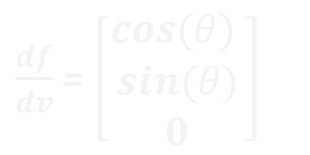 df/dv = [cos(θ)
sin(θ)
0]